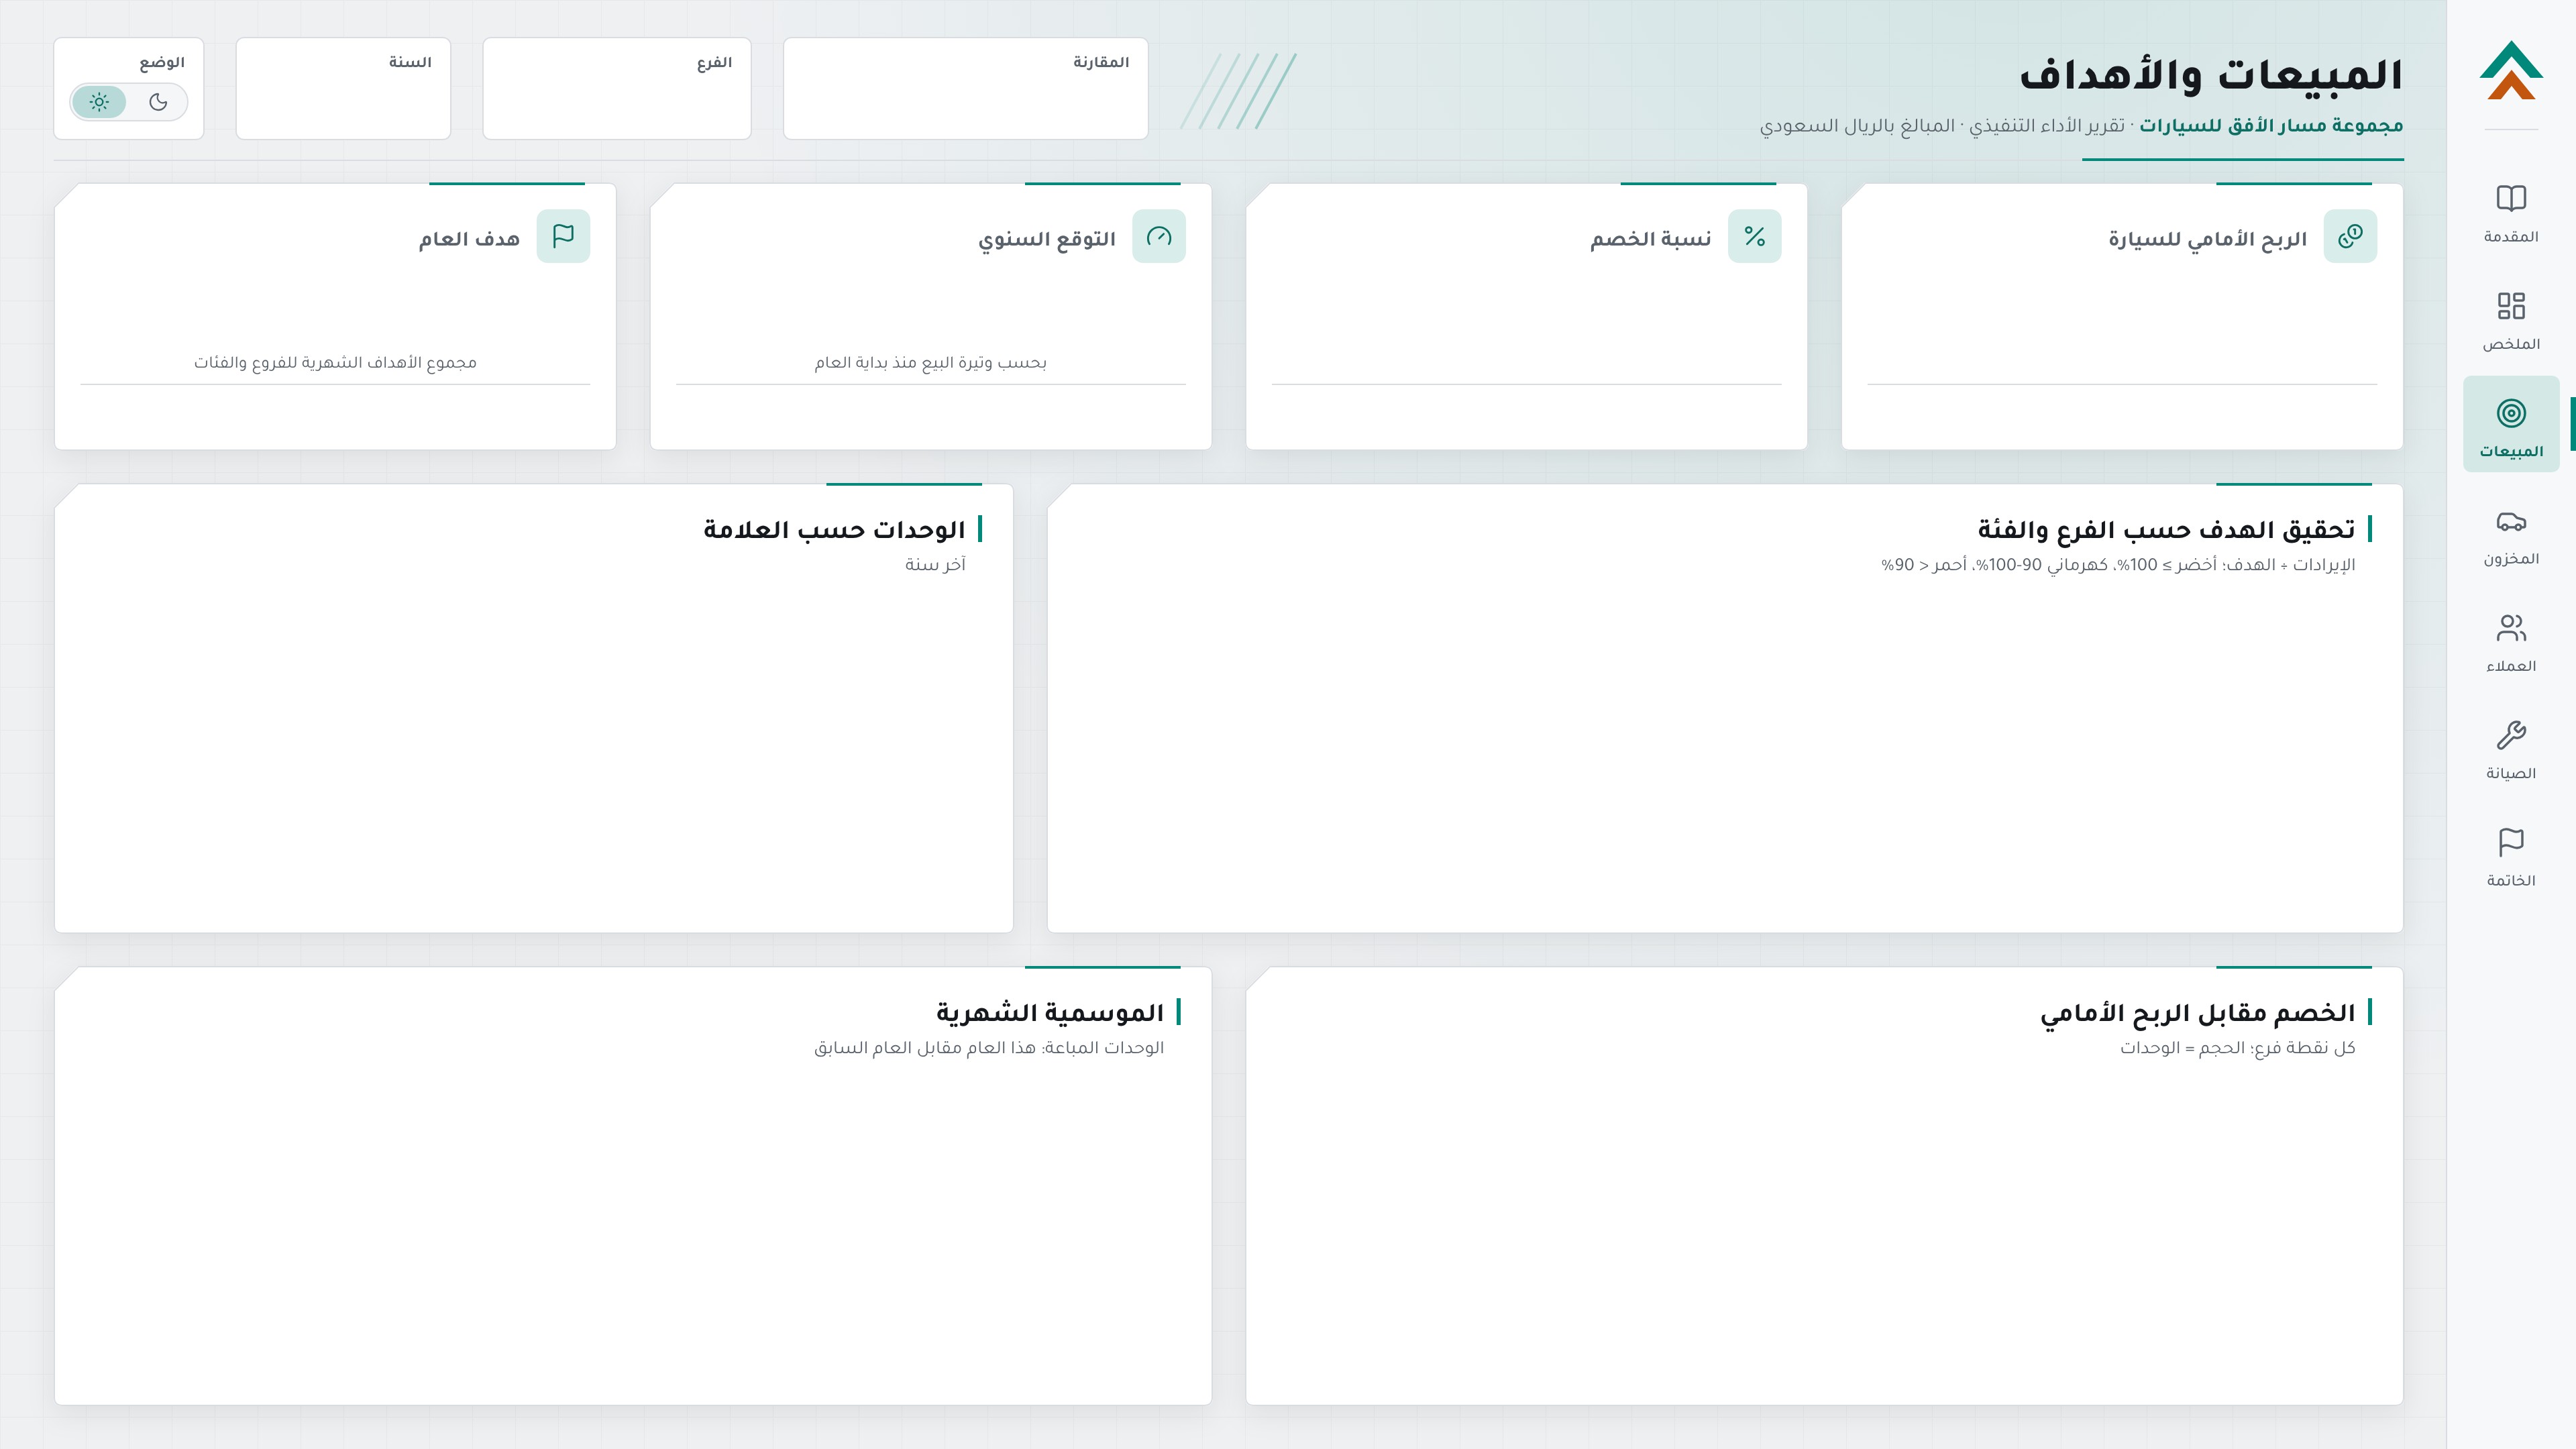 المبيعات والأهداف
مجموعة مسار الأفق للسيارات · تقرير الأداء التنفيذي · المبالغ بالريال السعودي
المقارنة
الفرع
السنة
الوضع
المقدمة
الملخص
المبيعات
المخزون
العملاء
الصيانة
الخاتمة
الربح الأمامي للسيارة
نسبة الخصم
التوقع السنوي
بحسب وتيرة البيع منذ بداية العام
هدف العام
مجموع الأهداف الشهرية للفروع والفئات
تحقيق الهدف حسب الفرع والفئة
الإيرادات ÷ الهدف؛ أخضر ≥ 100%، كهرماني 90-100%، أحمر < 90%
الوحدات حسب العلامة
آخر سنة
الخصم مقابل الربح الأمامي
كل نقطة فرع؛ الحجم = الوحدات
الموسمية الشهرية
الوحدات المباعة: هذا العام مقابل العام السابق